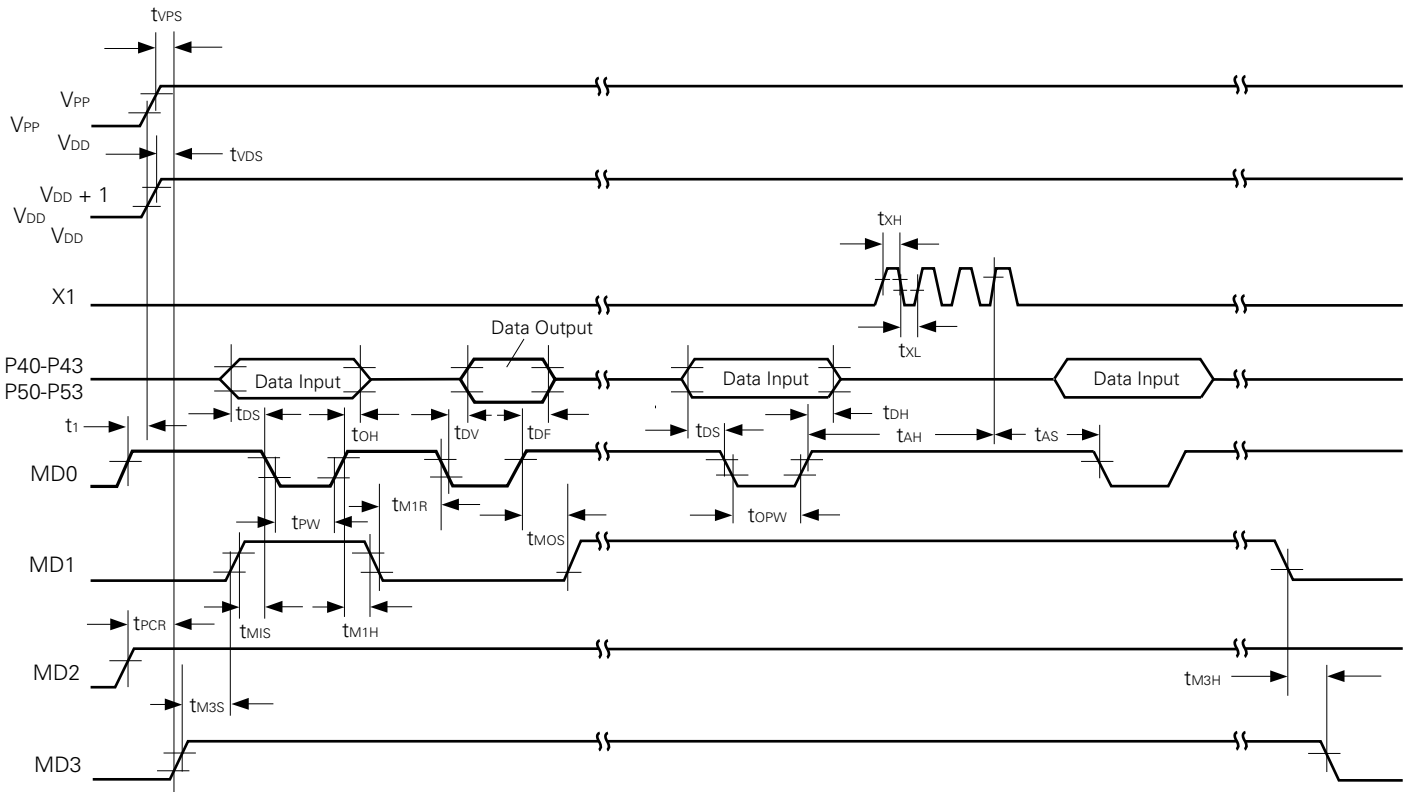 tVPS
VPP
VPP
VDD
tVDS
VDD + 1
VDD
VDD
tXH
X1
tXL
Data Output
P40-P43
P50-P53
Data Input
Data Input
Data Input
t1
tDS
tOH
tDV
tDF
tDS
tDH
tAH
tAS
MD0
tPW
tM1R
tMOS
tOPW
MD1
tMIS
tM1H
tPCR
MD2
tM3S
tM3H
MD3